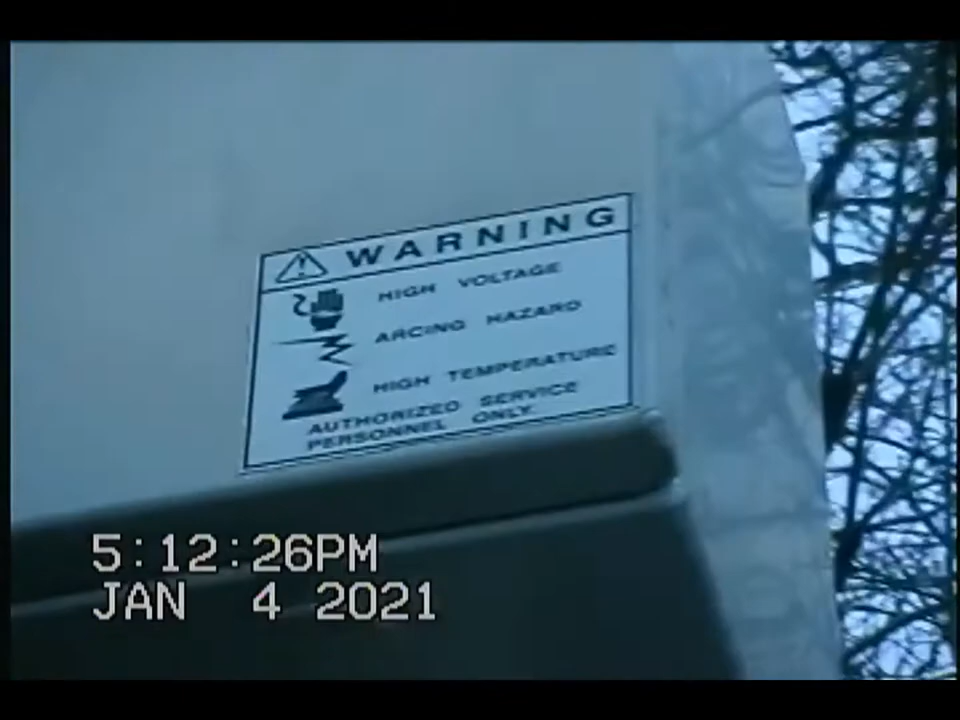 WARNING
HIGH VOLTAGE
ARCING HAZARD
HIGH TEMPERATURE
AUTHORIZED SERVICE
PERSONNEL ONLY.
5:12:26PM
JAN 4 2021